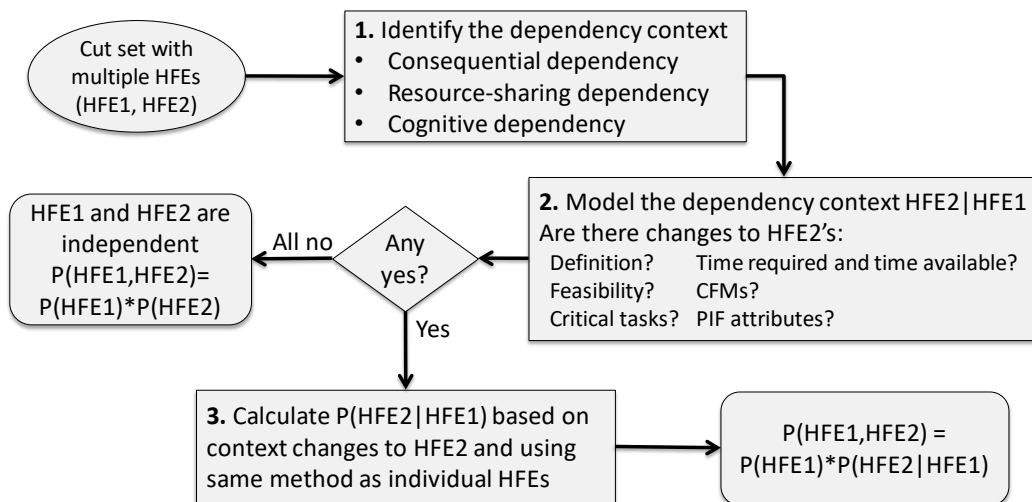 Cut set with
multiple HFEs
(HFE1, HFE2)
1. Identify the dependency context
• Consequential dependency
• Resource-sharing dependency
• Cognitive dependency
2. Model the dependency context HFE2|HFE1
Are there changes to HFE2's:
Definition? Time required and time available?
Feasibility? CFMs?
Critical tasks? PIF attributes?
Any
yes?
All no
HFE1 and HFE2 are
independent
P(HFE1,HFE2)=
P(HFE1)*P(HFE2)
Yes
3. Calculate P(HFE2|HFE1) based on
context changes to HFE2 and using
same method as individual HFEs
P(HFE1,HFE2) =
P(HFE1)*P(HFE2|HFE1)